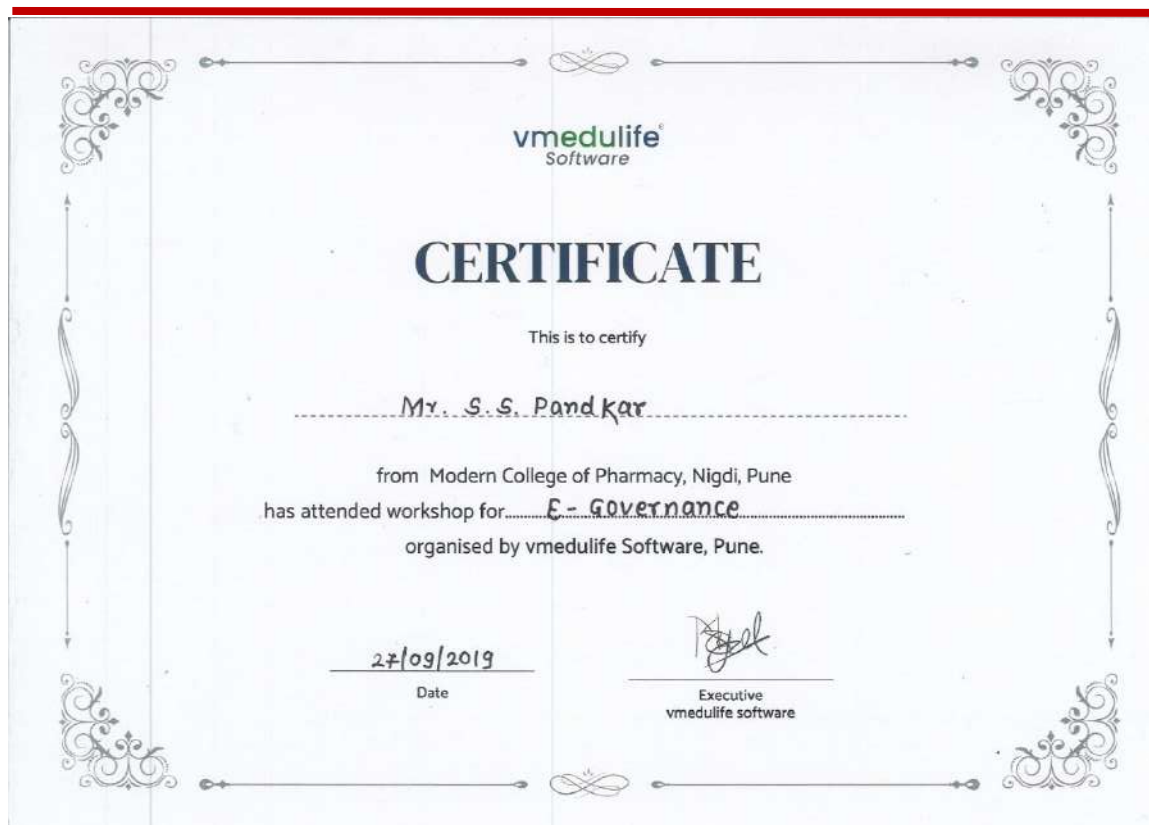 vmedulife
Software
CERTIFICATE
This is to certify
Mr. S.S. Pandkar
from Modern College of Pharmacy, Nigdi, Pune
has attended workshop for E- Governance
organised by vmedulife Software, Pune.
27/09/2019
Date
Executive
vmedulife software